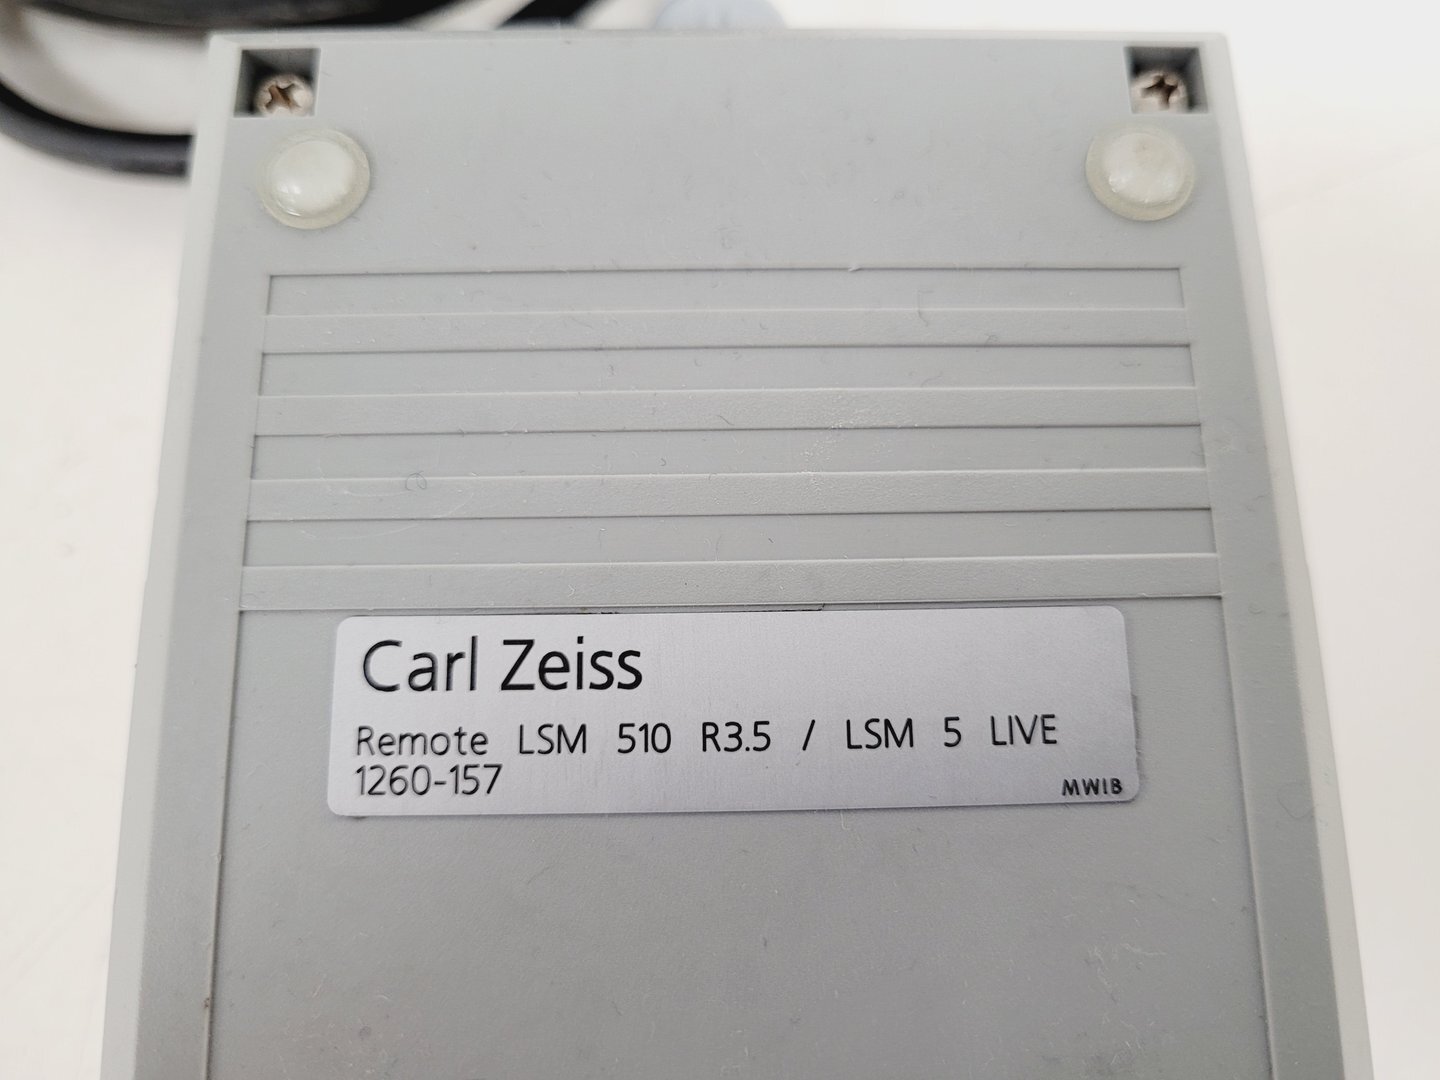 Carl Zeiss
Remote LSM 510 R3.5 / LSM 5 LIVE
1260-157
MWIB